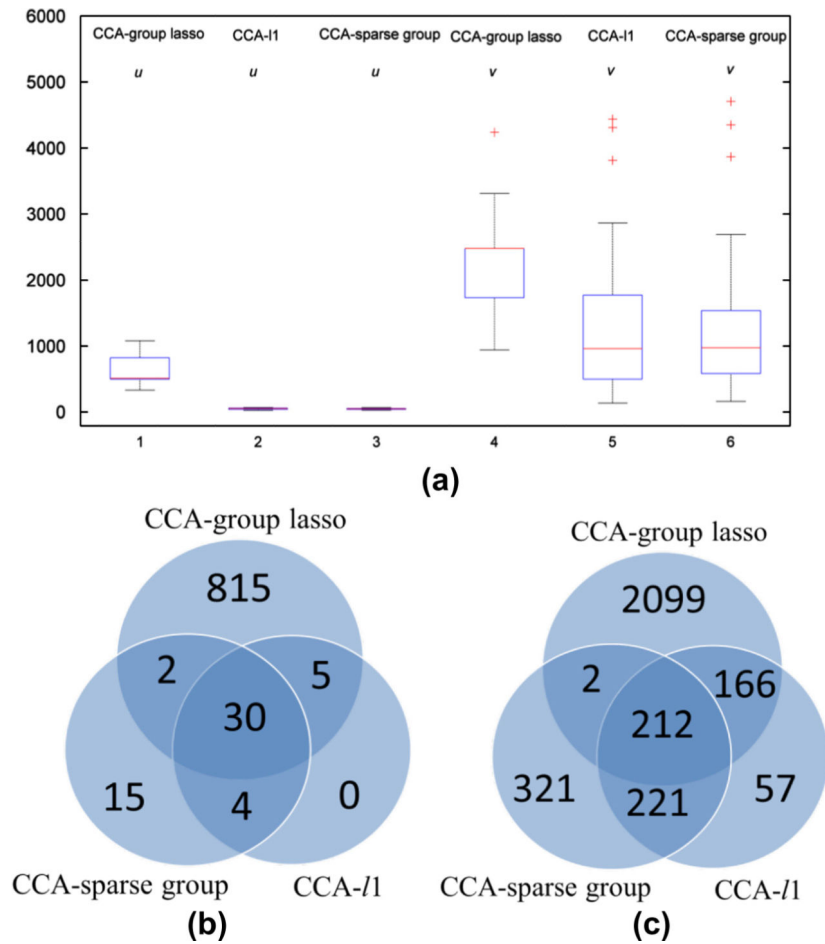 6000
CCA-group lasso CCA-l1 CCA-sparse group CCA-group lasso CCA-l1 CCA-sparse group
u u u v v v
5000
4000
3000
2000
1000
0
1 2 3 4 5 6
(a)
CCA-group lasso
815
2 5
30
15 4 0
CCA-sparse group CCA-l1
(b)
CCA-group lasso
2099
2 166
212
321 221 57
CCA-sparse group CCA-l1
(c)